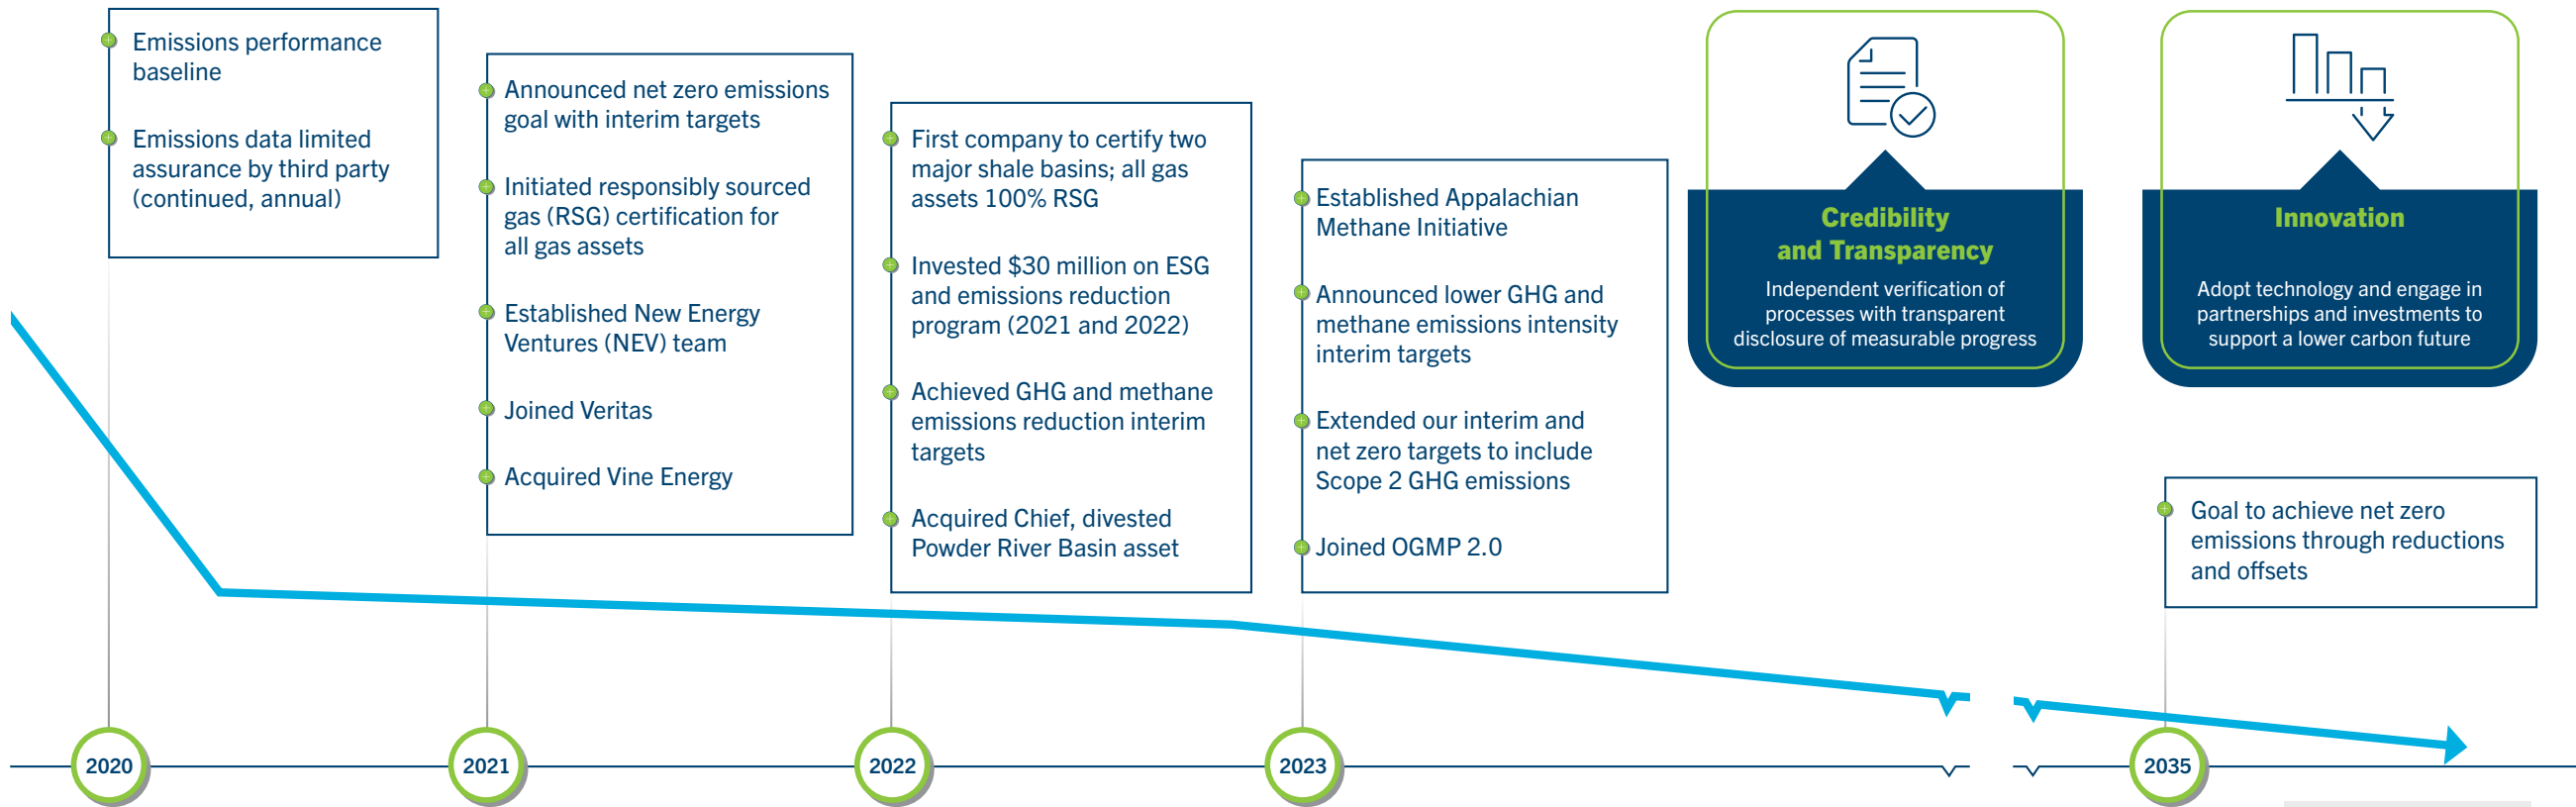 Emissions performance
baseline
Emissions data limited
assurance by third party
(continued, annual)
Announced net zero emissions
goal with interim targets
Initiated responsibly sourced
gas (RSG) certification for
all gas assets
Established New Energy
Ventures (NEV) team
Joined Veritas
Acquired Vine Energy
First company to certify two
major shale basins; all gas
assets 100% RSG
Invested $30 million on ESG
and emissions reduction
program (2021 and 2022)
Achieved GHG and methane
emissions reduction interim
targets
Acquired Chief, divested
Powder River Basin asset
Established Appalachian
Methane Initiative
Announced lower GHG and
methane emissions intensity
interim targets
Extended our interim and
net zero targets to include
Scope 2 GHG emissions
Joined OGMP 2.0
Credibility
and Transparency
Independent verification of
processes with transparent
disclosure of measurable progress
Innovation
Adopt technology and engage in
partnerships and investments to
support a lower carbon future
Goal to achieve net zero
emissions through reductions
and offsets
2020
2021
2022
2023
2035